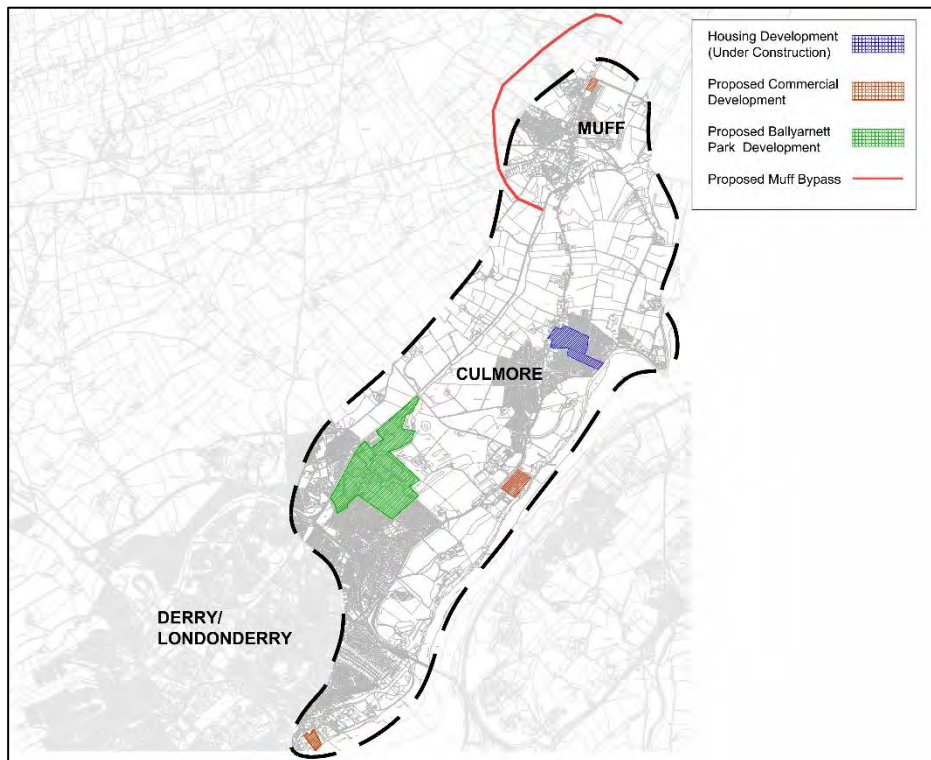 Housing Development
(Under Construction)
Proposed Commercial
Development
Proposed Ballyarnett
Park Development
Proposed Muff Bypass
MUFF
CULMORE
DERRY/
LONDONDERRY